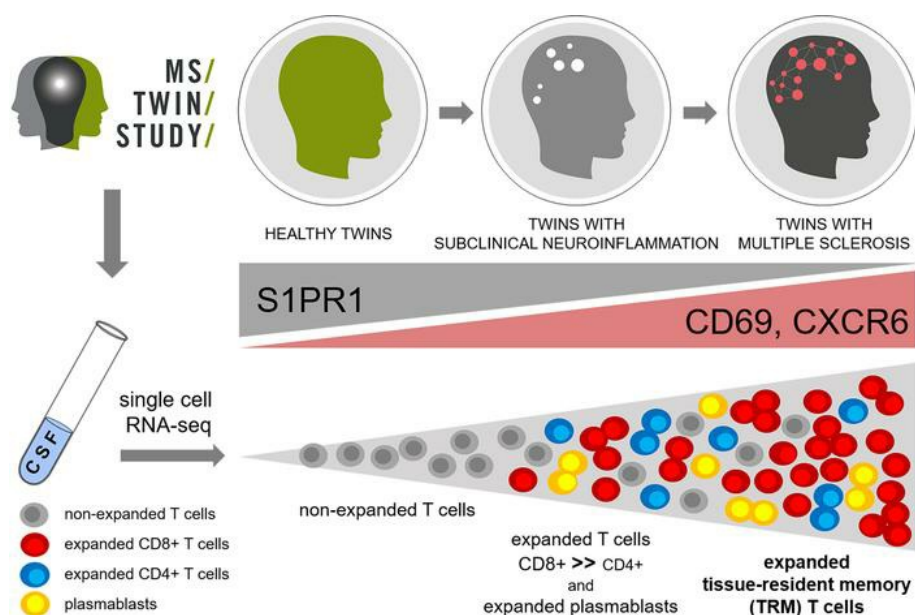 MS/
TWIN/
STUDY/
HEALTHY TWINS
TWINS WITH
SUBCLINICAL NEUROINFLAMMATION
TWINS WITH
MULTIPLE SCLEROSIS
S1PR1
CD69, CXCR6
CSF
single cell
RNA-seq
non-expanded T cells
expanded CD8+ T cells
expanded CD4+ T cells
plasmablasts
non-expanded T cells
expanded T cells
CD8+ >> CD4+
and
expanded plasmablasts
expanded
tissue-resident memory
(TRM) T cells